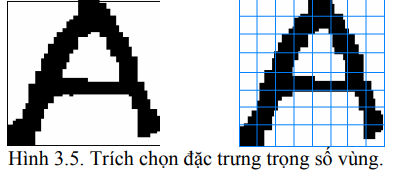 A A
Hình 3.5. Trích chọn đặc trưng trọng số vùng.